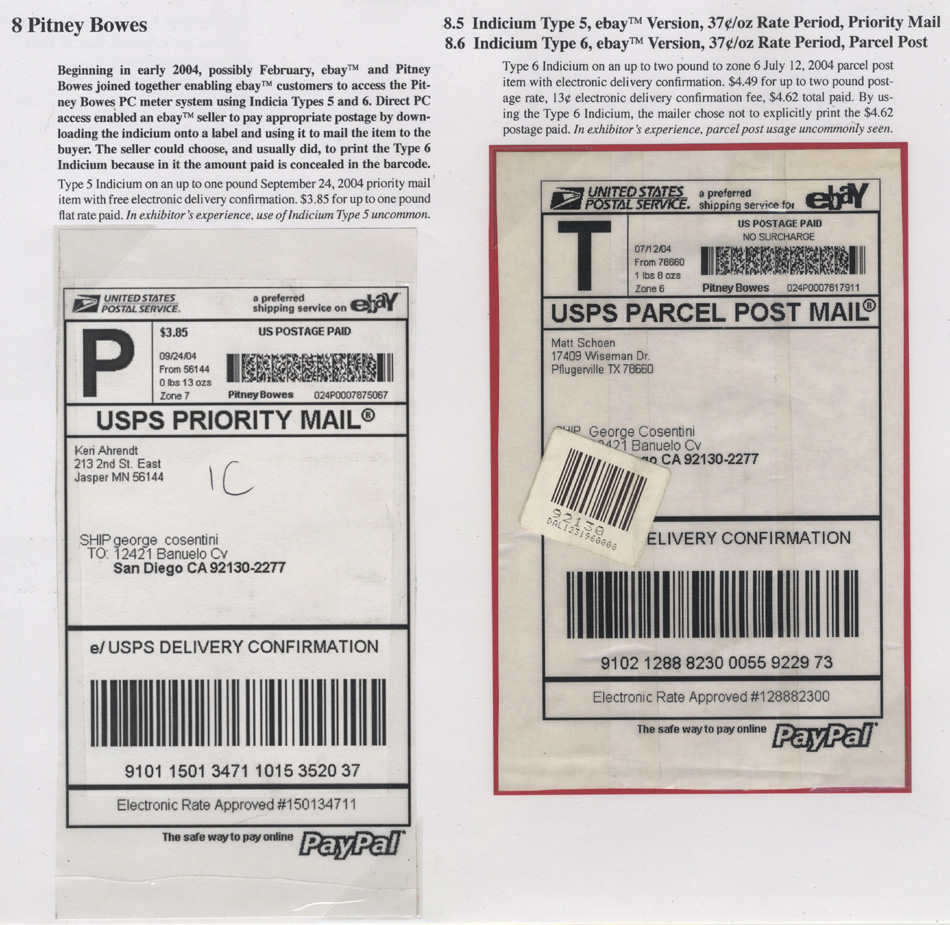 8 Pitney Bowes
Beginning in early 2004, possibly February, ebay™ and Pitney
Bowes joined together enabling ebay™ customers to access the Pit-
ney Bowes PC meter system using Indicia Types 5 and 6. Direct PC
access enabled an ebay™ seller to pay appropriate postage by down-
loading the indicium onto a label and using it to mail the item to the
buyer. The seller could choose, and usually did, to print the Type 6
Indicium because in it the amount paid is concealed in the barcode.
Type 5 Indicium on an up to one pound September 24, 2004 priority mail
item with free electronic delivery confirmation. $3.85 for up to one pound
flat rate paid. In exhibitor's experience, use of Indicium Type 5 uncommon.
UNITED STATES
POSTAL SERVICE.
a preferred
shipping service on ebaY
P
$3.85
US POSTAGE PAID
09/24/04
From 56144
0 lbs 13 ozs
Zone 7
Pitney Bowes
024P0007875067
USPS PRIORITY MAIL®
Keri Ahrendt
213 2nd St. East
Jasper MN 56144
1C
SHIP george cosentini
TO: 12421 Banuelo Cv
San Diego CA 92130-2277
e/ USPS DELIVERY CONFIRMATION
9101 1501 3471 1015 3520 37
Electronic Rate Approved #150134711
The safe way to pay online PayPal
8.5 Indicium Type 5, ebay™ Version, 37¢/oz Rate Period, Priority Mail
8.6 Indicium Type 6, ebay™ Version, 37¢/oz Rate Period, Parcel Post
Type 6 Indicium on an up to two pound to zone 6 July 12, 2004 parcel post
item with electronic delivery confirmation. $4.49 for up to two pound post-
age rate, 13¢ electronic delivery confirmation fee, $4.62 total paid. By us-
ing the Type 6 Indicium, the mailer chose not to explicitly print the $4.62
postage paid. In exhibitor's experience, parcel post usage uncommonly seen.
UNITED STATES
POSTAL SERVICE.
a preferred
shipping service for ebaY
T
US POSTAGE PAID
NO SURCHARGE
07/12/04
From 78660
1 lbs 8 ozs
Zone 6
Pitney Bowes
024P0007617911
USPS PARCEL POST MAIL®
Matt Schoen
17409 Wiseman Dr.
Pflugerville TX 78660
SHIP George Cosentini
2421 Banuelo Cv
go CA 92130-2277
92130
ELIVERY CONFIRMATION
9102 1288 8230 0055 9229 73
Electronic Rate Approved #128882300
The safe way to pay online PayPal